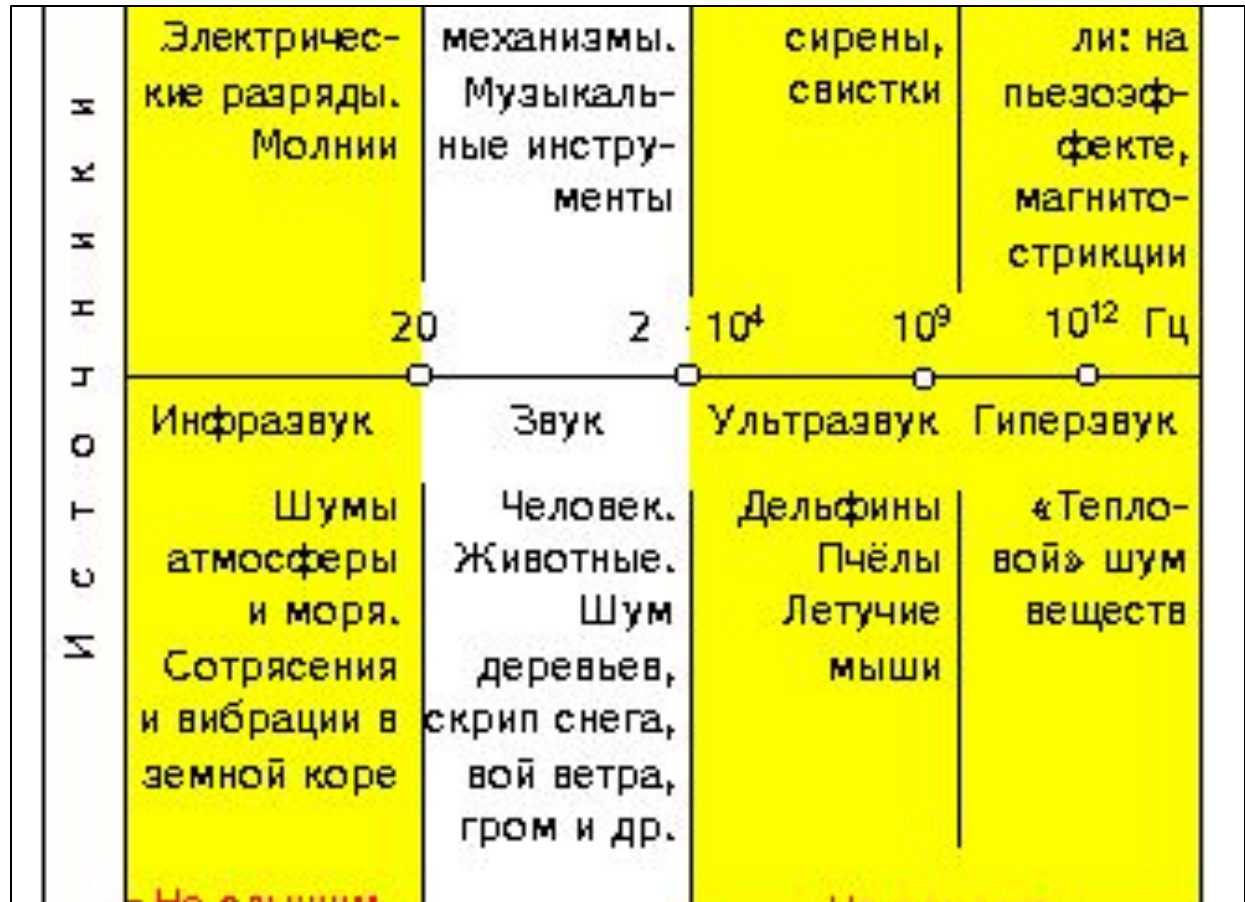 Источники
Электричес-
кие разряды.
Молнии
механизмы.
Музыкаль-
ные инстру-
менты
сирены,
свистки
ли: на
пьезоэф-
фекте,
магнито-
стрикции
20 2 · 10⁴ 10⁹ 10¹² Гц
Инфразвук Звук Ультразвук Гиперзвук
Шумы
атмосферы
и моря.
Сотрясения
и вибрации в
земной коре
Человек.
Животные.
Шум
деревьев,
скрип снега,
вой ветра,
гром и др.
Дельфины
Пчёлы
Летучие
мыши
«Тепло-
вой» шум
веществ